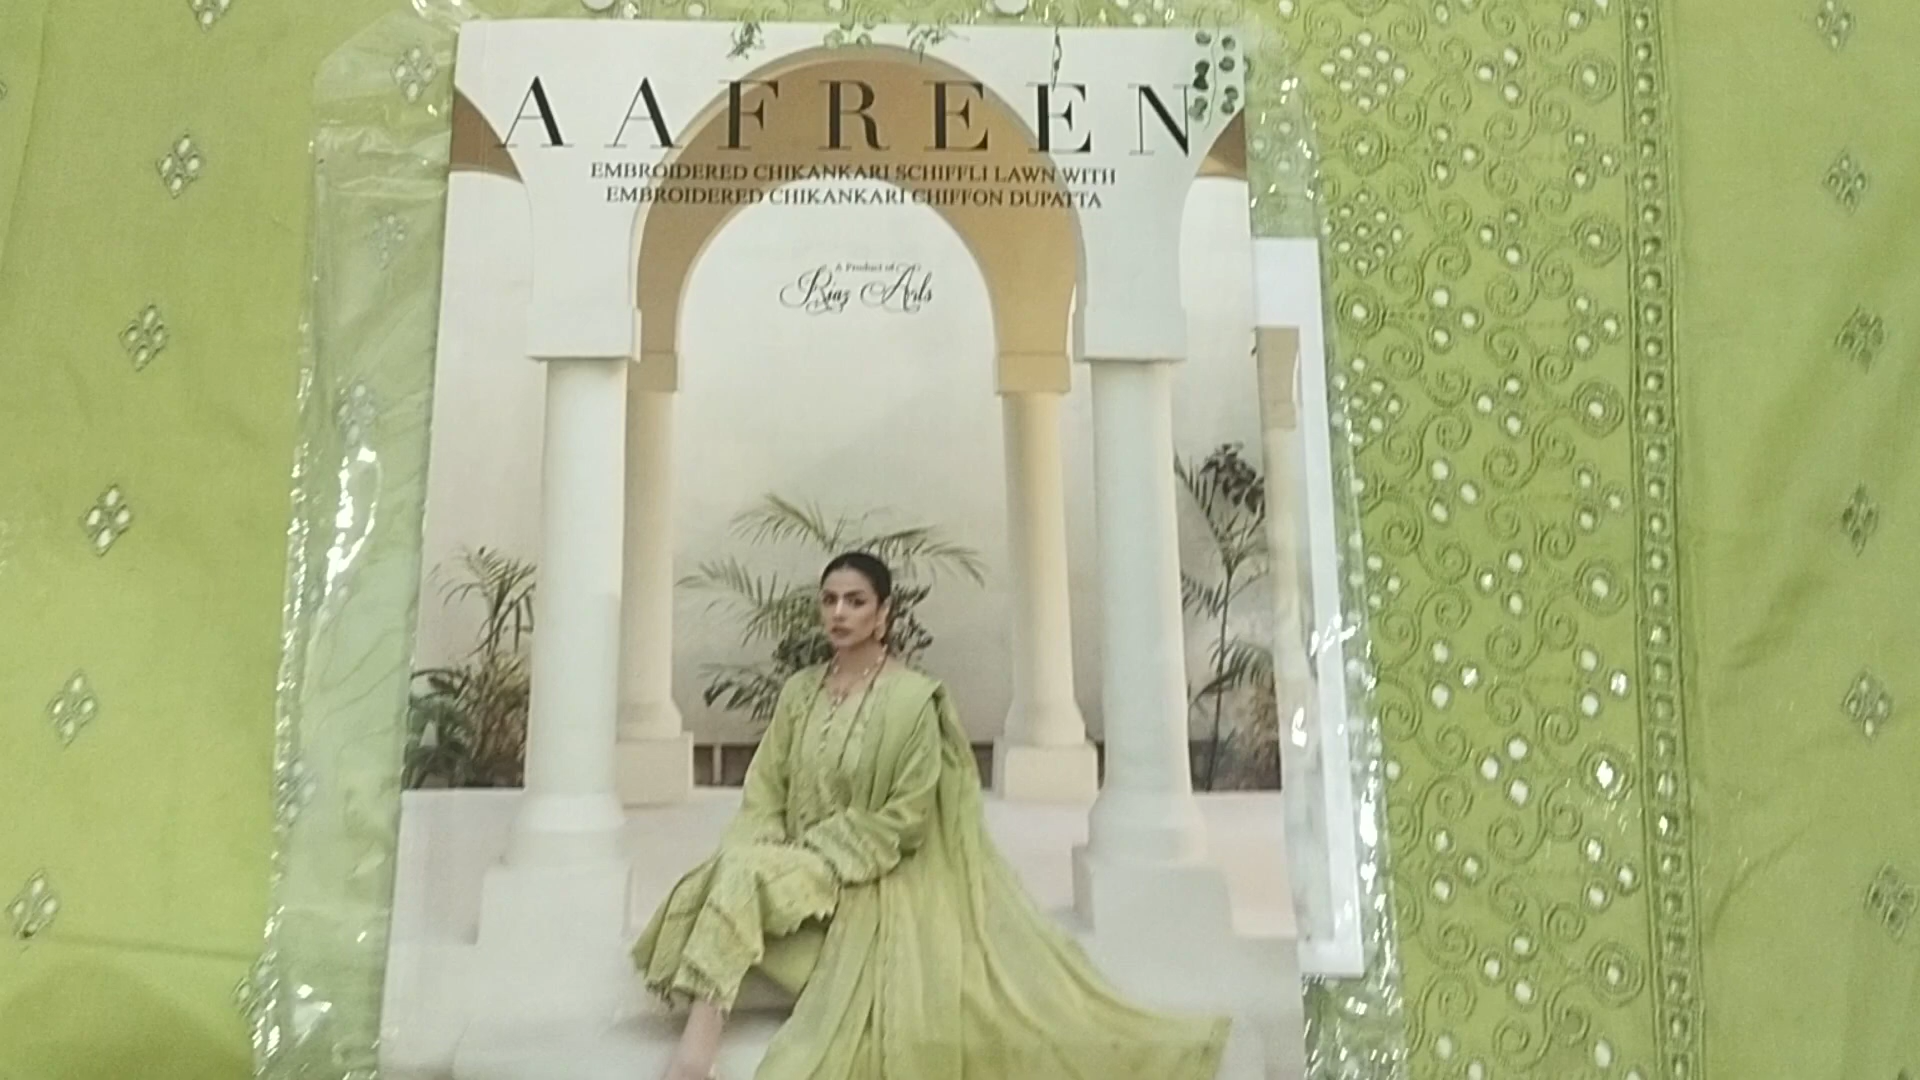 AAFREEN
EMBROIDERED CHIKANKARI SCHIFFLI LAWN WITH
EMBROIDERED CHIKANKARI CHIFFON DUPATTA
A Product of
Riaz Arts